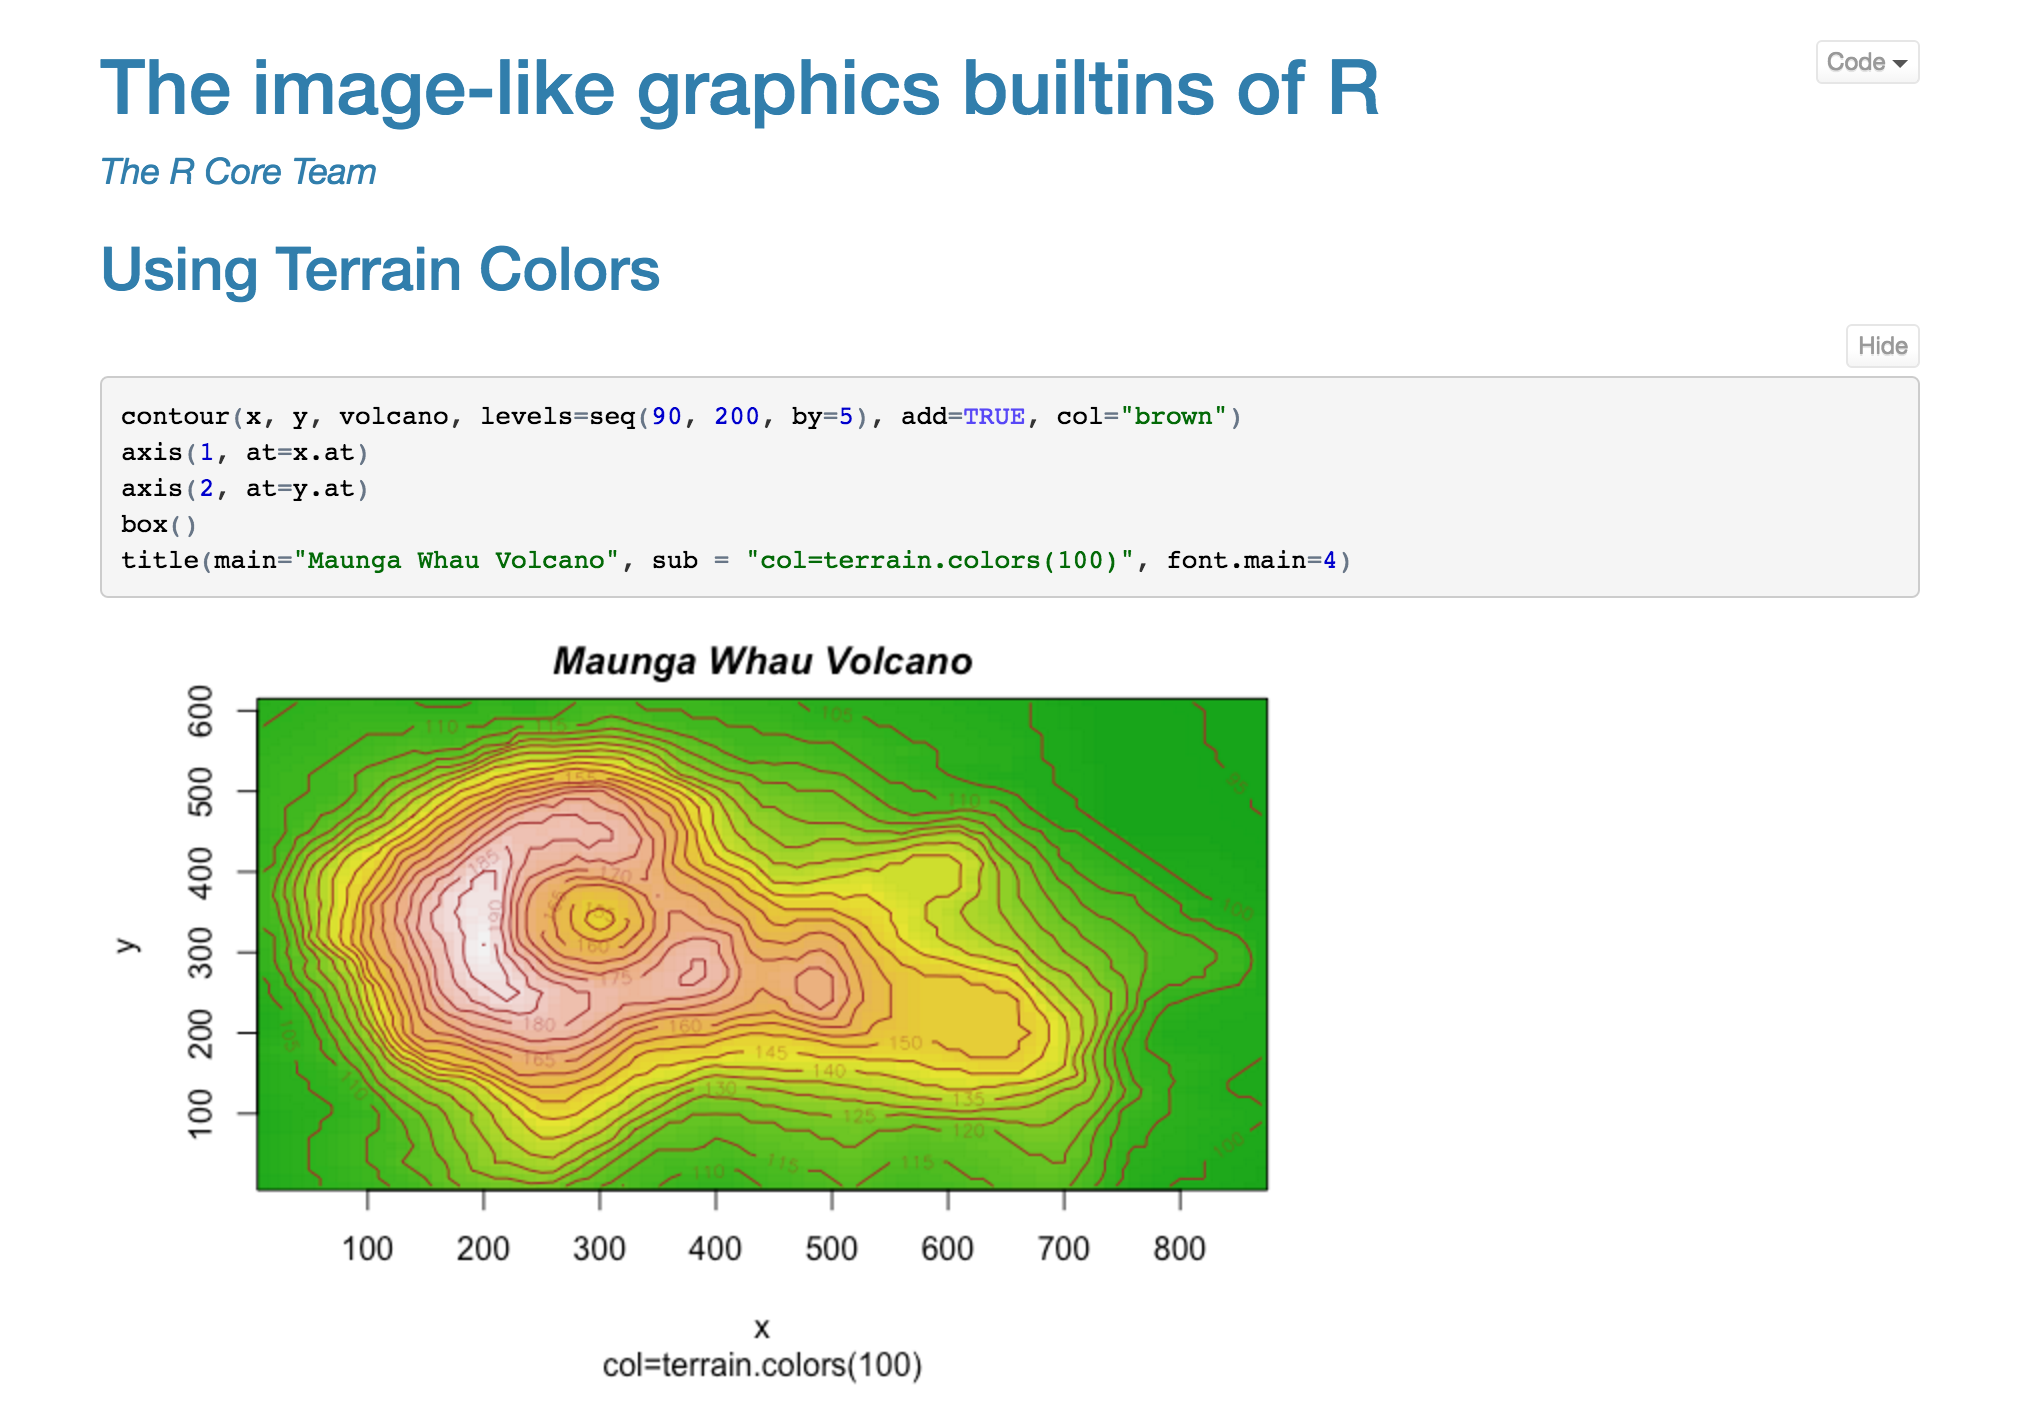 The image-like graphics builtins of R
Code
The R Core Team
Using Terrain Colors
Hide
contour(x, y, volcano, levels=seq(90, 200, by=5), add=TRUE, col="brown")
axis(1, at=x.at)
axis(2, at=y.at)
box()
title(main="Maunga Whau Volcano", sub = "col=terrain.colors(100)", font.main=4)
Maunga Whau Volcano
600
500
400
300
200
100
y
105
110
115
155
110
185
170
190
100
160
175
180
160
105
165
150
145
140
110
130
135
125
120
100
110
115
115
100 200 300 400 500 600 700 800
x
col=terrain.colors(100)